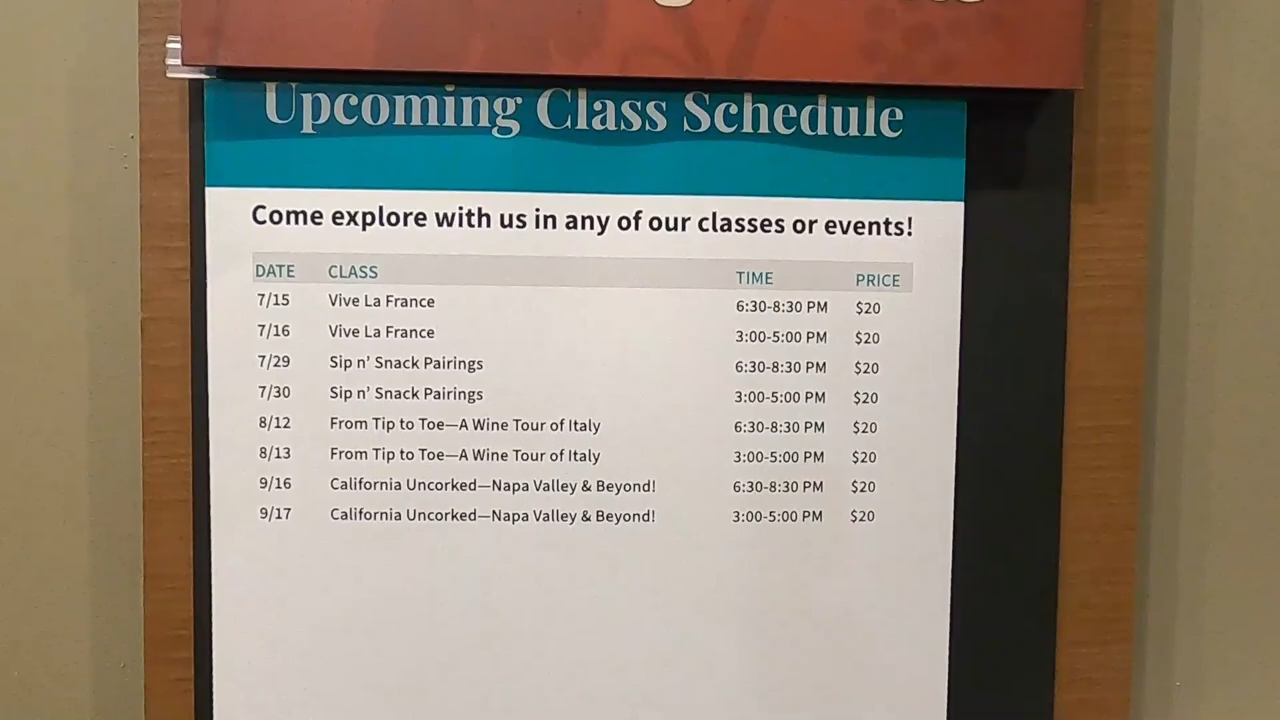 Upcoming Class Schedule
Come explore with us in any of our classes or events!
DATE CLASS TIME PRICE
7/15 Vive La France 6:30-8:30 PM $20
7/16 Vive La France 3:00-5:00 PM $20
7/29 Sip n’ Snack Pairings 6:30-8:30 PM $20
7/30 Sip n’ Snack Pairings 3:00-5:00 PM $20
8/12 From Tip to Toe—A Wine Tour of Italy 6:30-8:30 PM $20
8/13 From Tip to Toe—A Wine Tour of Italy 3:00-5:00 PM $20
9/16 California Uncorked—Napa Valley & Beyond! 6:30-8:30 PM $20
9/17 California Uncorked—Napa Valley & Beyond! 3:00-5:00 PM $20